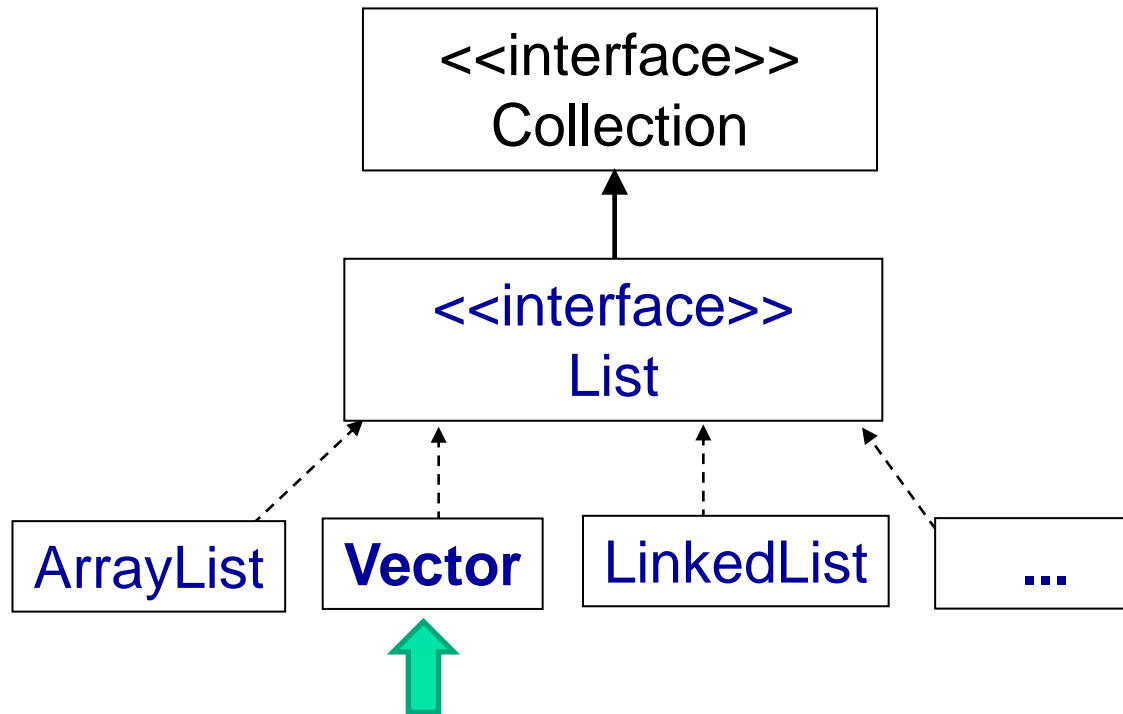 <<interface>>
Collection
<<interface>>
List
ArrayList
Vector
LinkedList
...